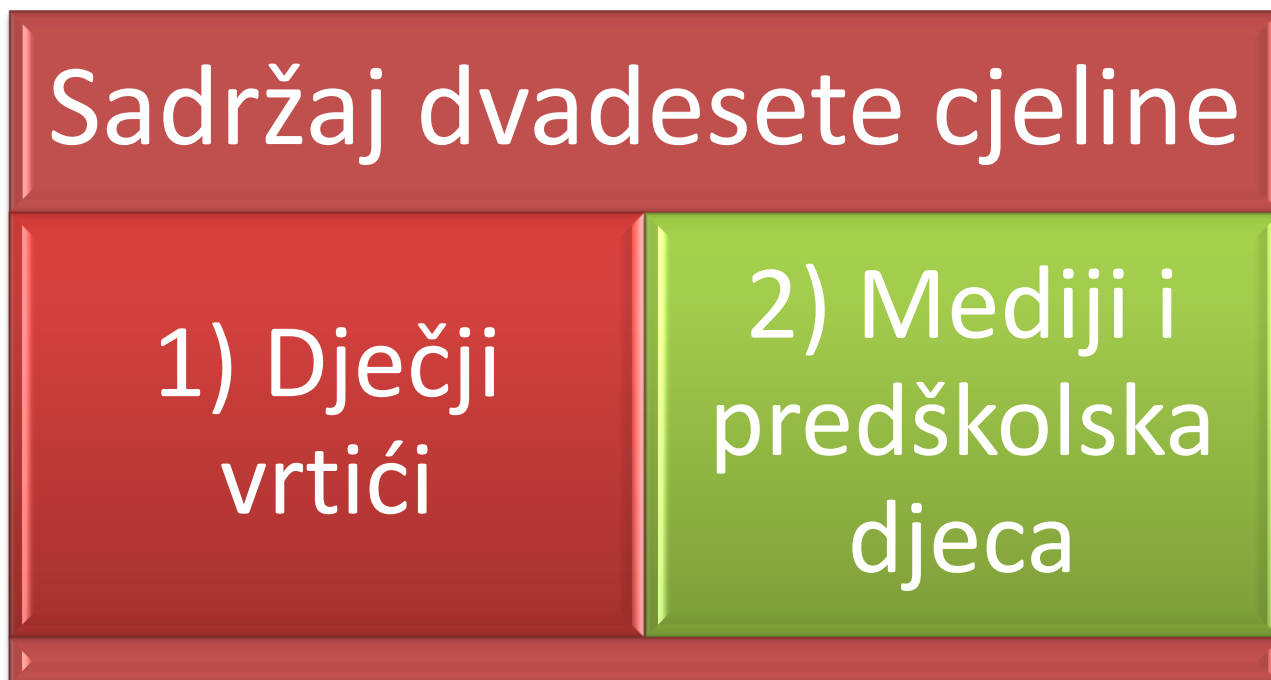 Sadržaj dvadesete cjeline
1) Dječji
vrtići
2) Mediji i
predškolska
djeca